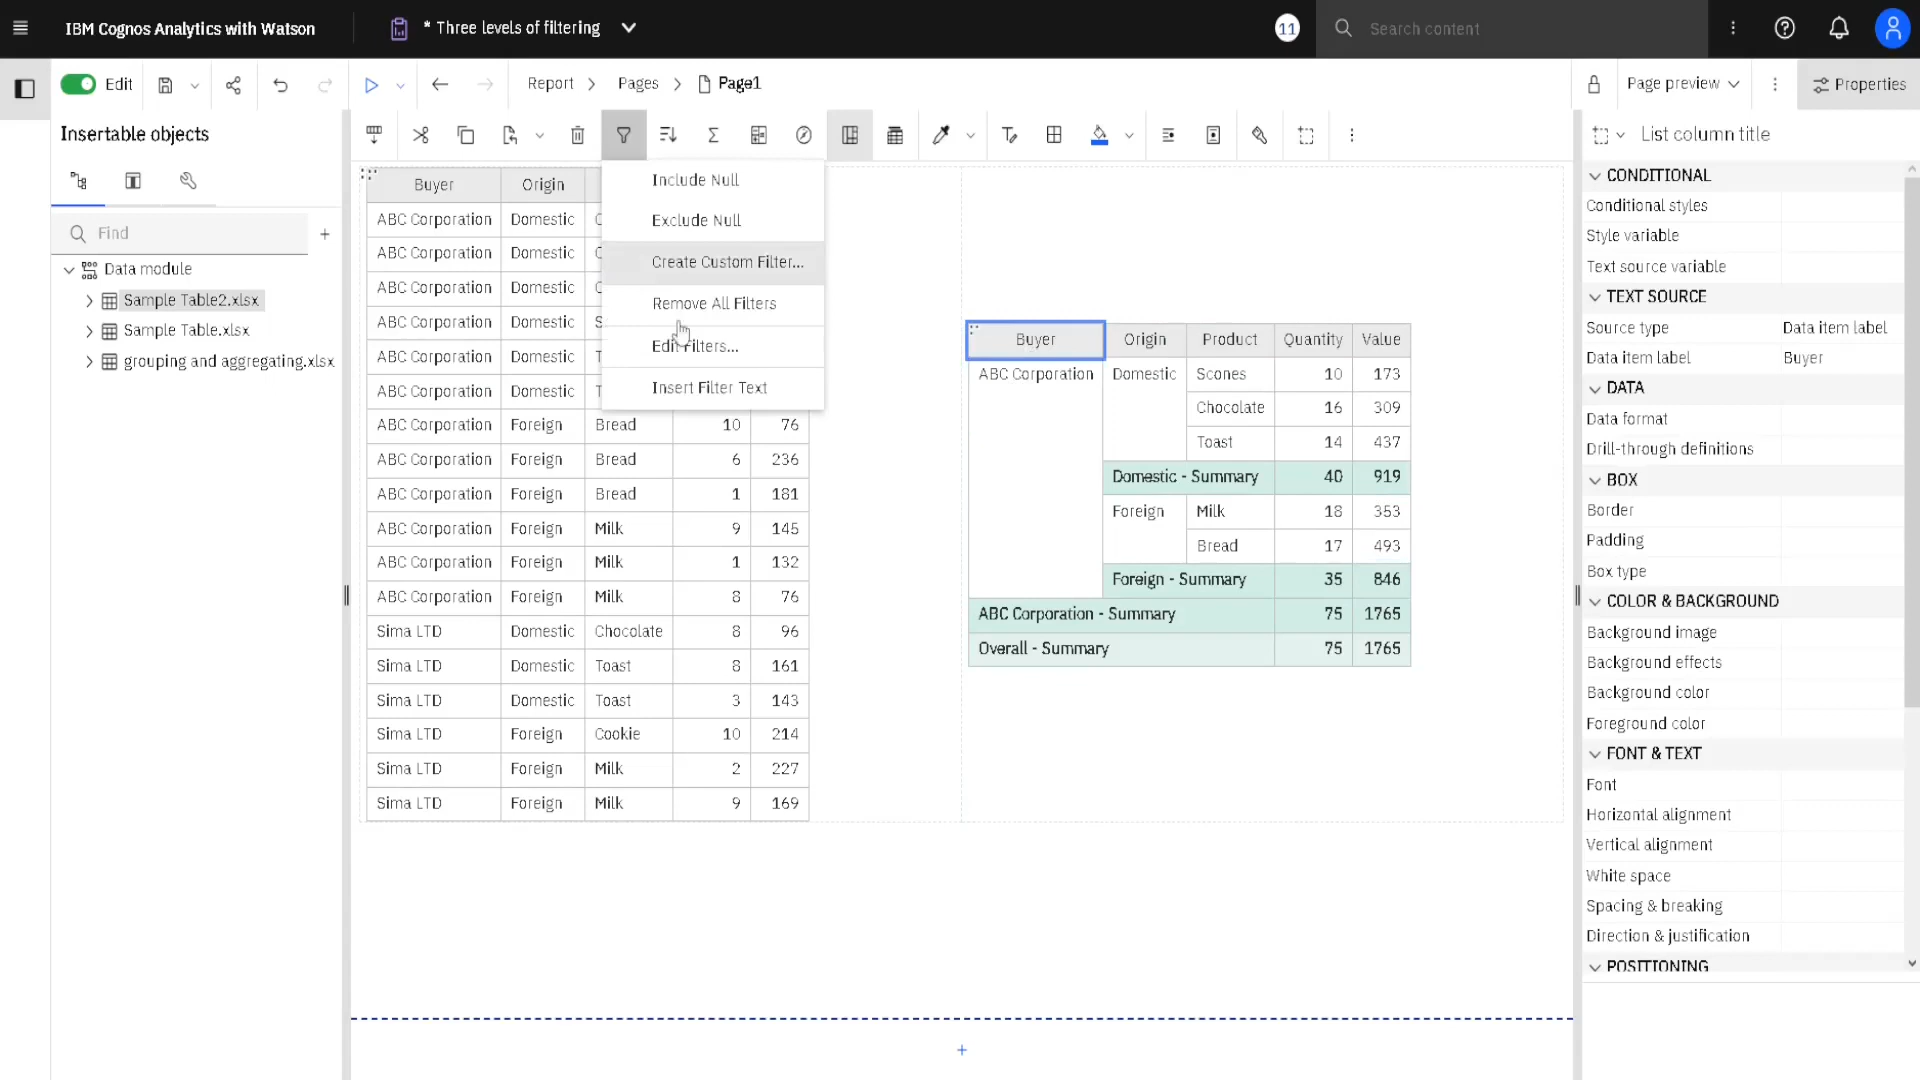 IBM Cognos Analytics with Watson
* Three levels of filtering
11
Search content
Edit
Report
Pages
Page1
Page preview
Properties
Insertable objects
Find
Data module
Sample Table2.xlsx
Sample Table.xlsx
grouping and aggregating.xlsx
Include Null
Exclude Null
Create Custom Filter...
Remove All Filters
Edit Filters...
Insert Filter Text
Buyer Origin
ABC Corporation Domestic C
ABC Corporation Domestic C
ABC Corporation Domestic C
ABC Corporation Domestic S
ABC Corporation Domestic T
ABC Corporation Domestic T
ABC Corporation Foreign Bread 10 76
ABC Corporation Foreign Bread 6 236
ABC Corporation Foreign Bread 1 181
ABC Corporation Foreign Milk 9 145
ABC Corporation Foreign Milk 1 132
ABC Corporation Foreign Milk 8 76
Sima LTD Domestic Chocolate 8 96
Sima LTD Domestic Toast 8 161
Sima LTD Domestic Toast 3 143
Sima LTD Foreign Cookie 10 214
Sima LTD Foreign Milk 2 227
Sima LTD Foreign Milk 9 169
Buyer Origin Product Quantity Value
ABC Corporation Domestic Scones 10 173
Chocolate 16 309
Toast 14 437
Domestic - Summary 40 919
Foreign Milk 18 353
Bread 17 493
Foreign - Summary 35 846
ABC Corporation - Summary 75 1765
Overall - Summary 75 1765
List column title
CONDITIONAL
Conditional styles
Style variable
Text source variable
TEXT SOURCE
Source type Data item label
Data item label Buyer
DATA
Data format
Drill-through definitions
BOX
Border
Padding
Box type
COLOR & BACKGROUND
Background image
Background effects
Background color
Foreground color
FONT & TEXT
Font
Horizontal alignment
Vertical alignment
White space
Spacing & breaking
Direction & justification
POSITIONING